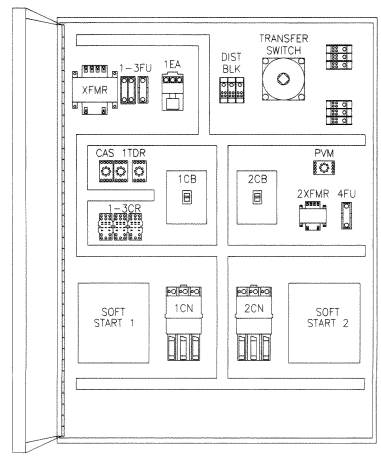 TRANSFER
SWITCH
1-3FU
1EA
DIST
BLK
XFMR
CAS 1TDR
PVM
1CB
2CB
2XFMR 4FU
1-3CR
SOFT
START 1
1CN
2CN
SOFT
START 2